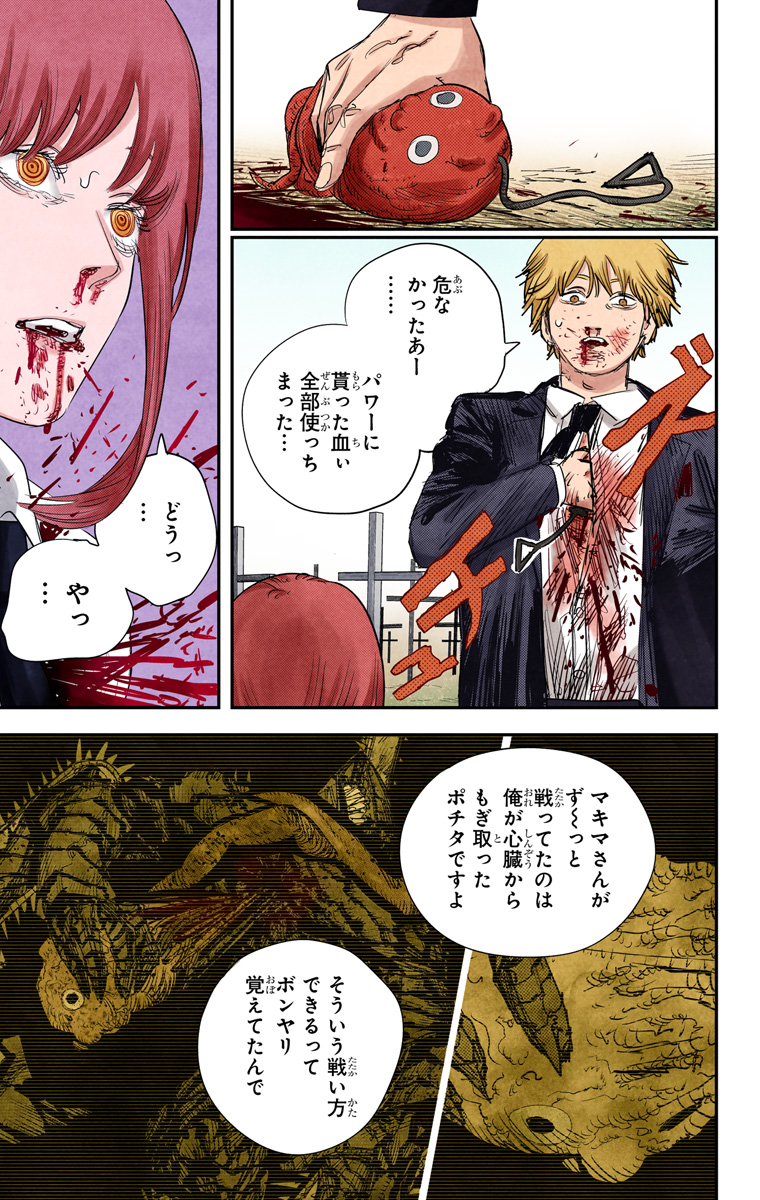 危な
かったあー
……
パワーに
貰った血ぃ
全部使っち
まった…
ズ
チュ
どうっ
…
やっ
…
マキマさんが
ず〜っと
戦ってたのは
俺が心臓から
もぎ取った
ポチタですよ
そういう戦い方
できるって
ボンヤリ
覚えてたんで